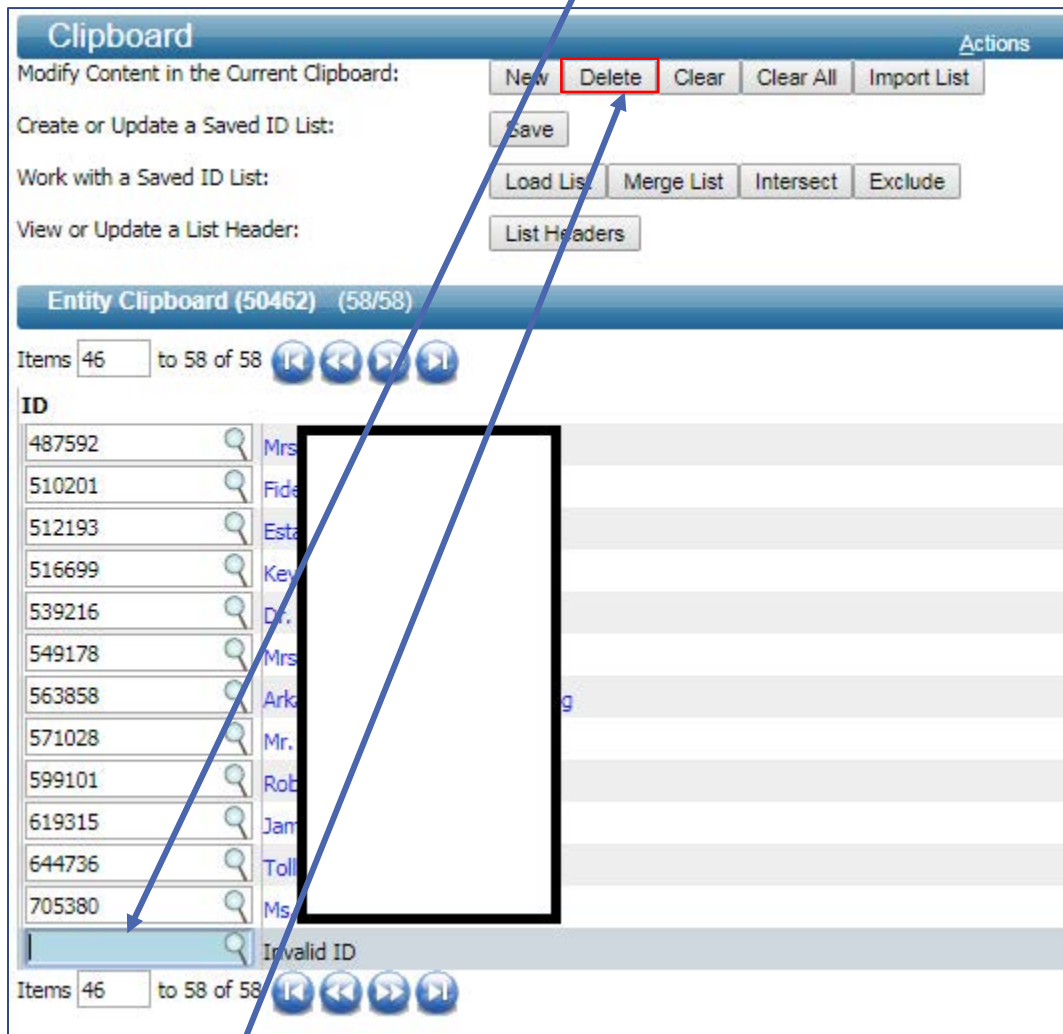 Clipboard
Actions
Modify Content in the Current Clipboard: New Delete Clear Clear All Import List
Create or Update a Saved ID List: Save
Work with a Saved ID List: Load List Merge List Intersect Exclude
View or Update a List Header: List Headers
Entity Clipboard (50462) (58/58)
Items 46 to 58 of 58
ID
487592 Mrs
510201 Fide
512193 Esta
516699 Key
539216 Dr.
549178 Mrs
563858 Arka g
571028 Mr.
599101 Rob
619315 Jam
644736 Toll
705380 Ms.
Invalid ID
Items 46 to 58 of 58